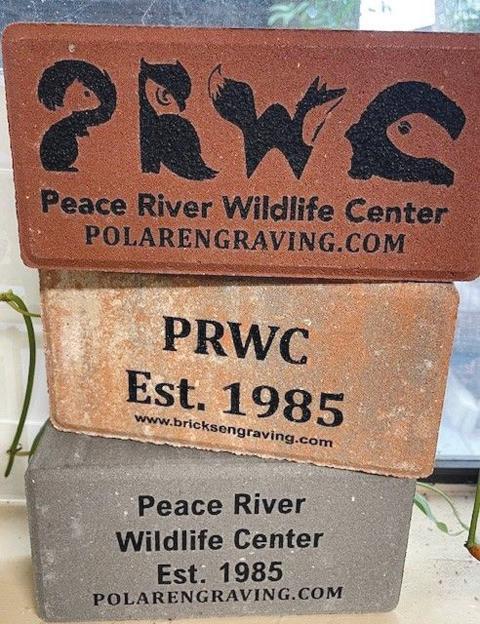 PRWC
Peace River Wildlife Center
POLARENGRAVING.COM
PRWC
Est. 1985
www.bricksengraving.com
Peace River
Wildlife Center
Est. 1985
POLARENGRAVING.COM